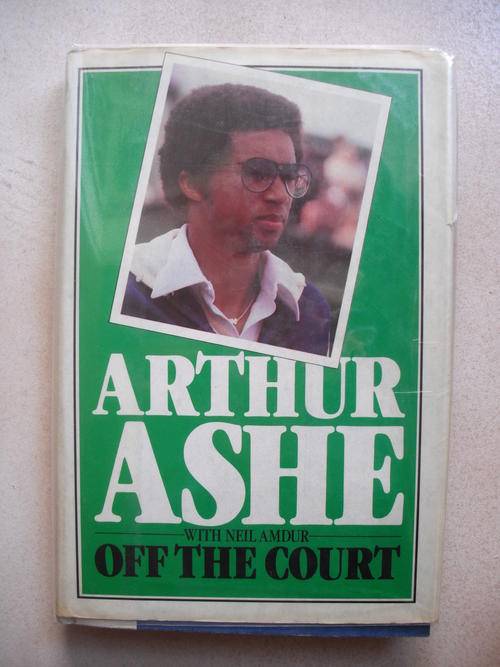 ARTHUR
ASHE
WITH NEIL AMDUR
OFF THE COURT